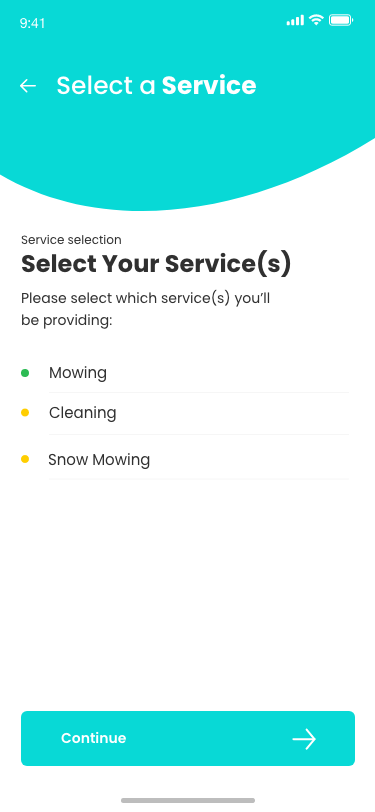 9:41
Select a Service
Service selection
Select Your Service(s)
Please select which service(s) you'll
be providing:
Mowing
Cleaning
Snow Mowing
Continue